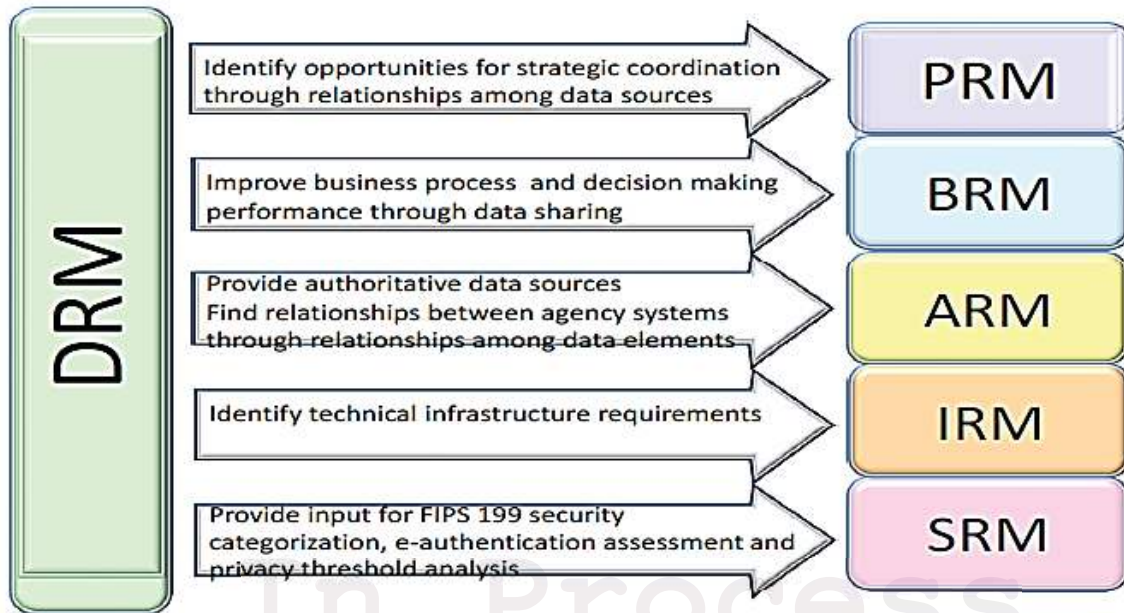 DRM
Identify opportunities for strategic coordination
through relationships among data sources
PRM
Improve business process and decision making
performance through data sharing
BRM
Provide authoritative data sources
Find relationships between agency systems
through relationships among data elements
ARM
Identify technical infrastructure requirements
IRM
Provide input for FIPS 199 security
categorization, e-authentication assessment and
privacy threshold analysis
SRM
In Process